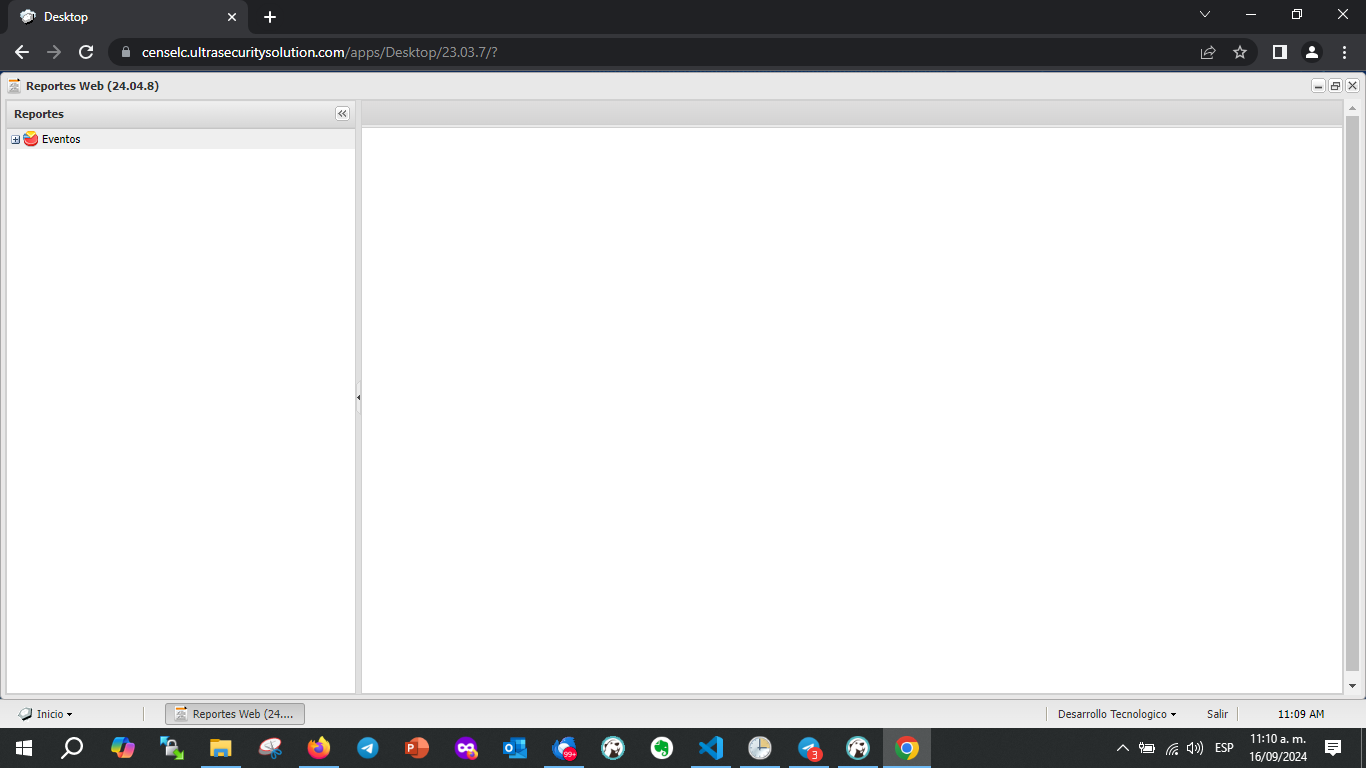 Desktop
censelc.ultrasecuritysolution.com/apps/Desktop/23.03.7/?
Reportes Web (24.04.8)
Reportes
Eventos
Inicio
Reportes Web (24....
Desarrollo Tecnologico
Salir
11:09 AM
99+
3
ESP
11:10 a. m.
16/09/2024